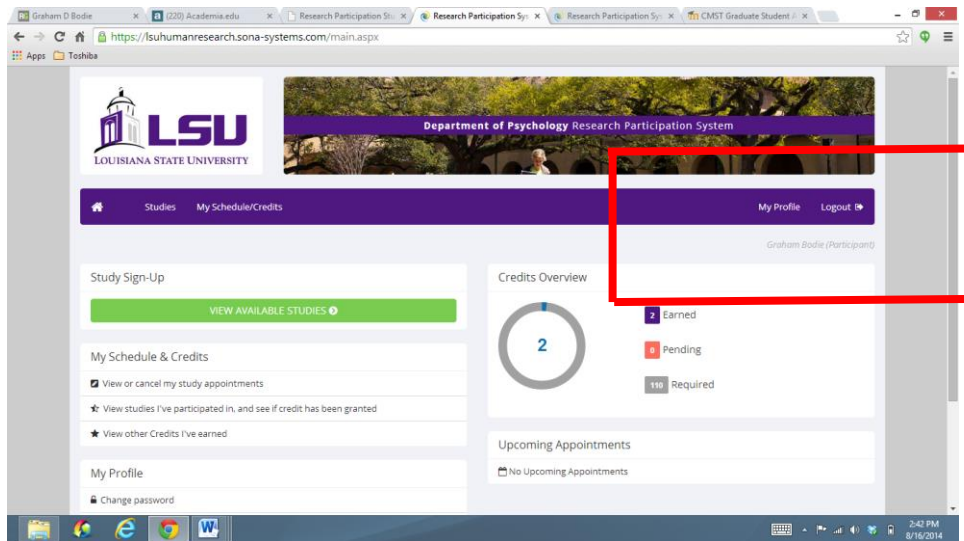 Graham D Bodie
(220) Academia.edu
Research Participation Stu
Research Participation Sys
Research Participation Sys
CMST Graduate Student
https://lsuhumanresearch.sona-systems.com/main.aspx
Apps
Toshiba
LSU
LOUISIANA STATE UNIVERSITY
Department of Psychology Research Participation System
Studies
My Schedule/Credits
My Profile
Logout
Graham Bodie (Participant)
Study Sign-Up
VIEW AVAILABLE STUDIES
My Schedule & Credits
View or cancel my study appointments
View studies I've participated in, and see if credit has been granted
View other Credits I've earned
My Profile
Change password
Credits Overview
2
2 Earned
0 Pending
110 Required
Upcoming Appointments
No Upcoming Appointments
2:42 PM
8/16/2014